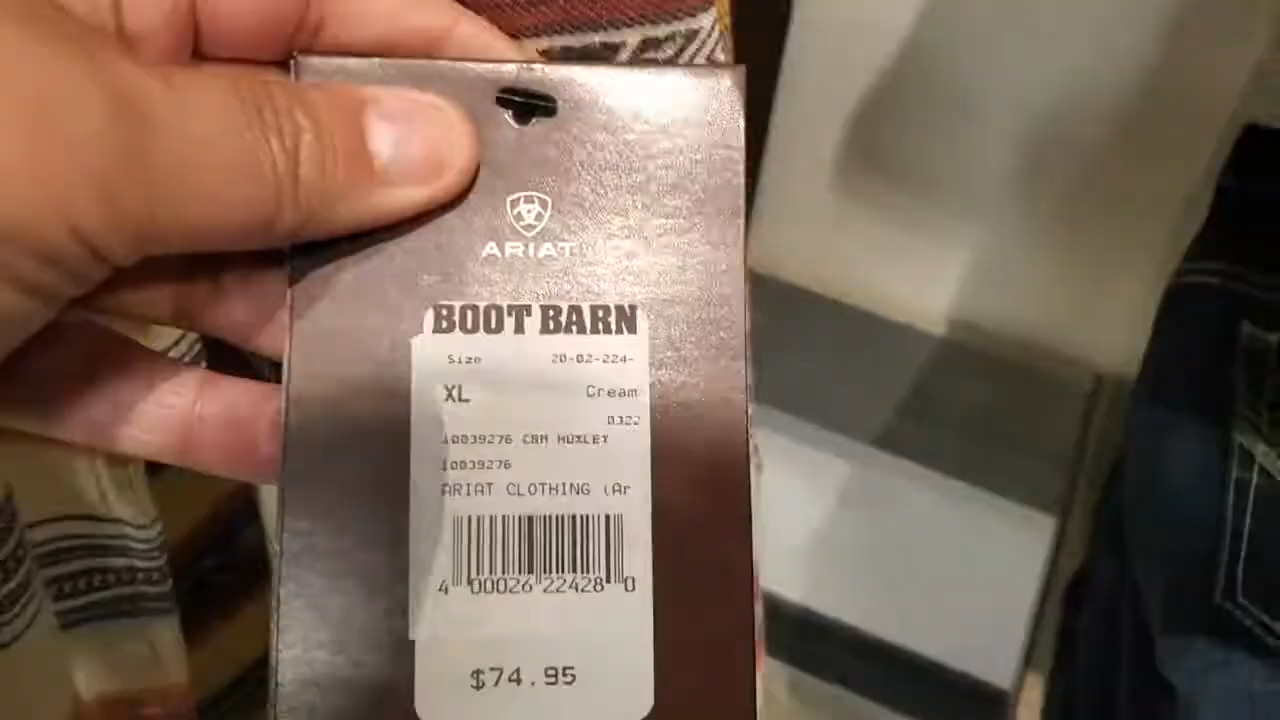 ARIAT
BOOT BARN
Size 20-02-224-
XL Cream
0322
10039276 CRM HUXLEY
10039276
ARIAT CLOTHING (Ar
4 00026 22428 0
$74.95